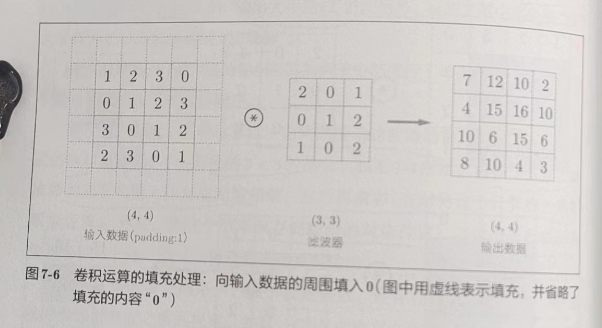 1 2 3 0
0 1 2 3
3 0 1 2
2 3 0 1
(4, 4)
输入数据(padding:1)
*
2 0 1
0 1 2
1 0 2
(3, 3)
滤波器
7 12 10 2
4 15 16 10
10 6 15 6
8 10 4 3
(4, 4)
输出数据
图7-6 卷积运算的填充处理：向输入数据的周围填入0(图中用虚线表示填充，并省略了
填充的内容“0”)